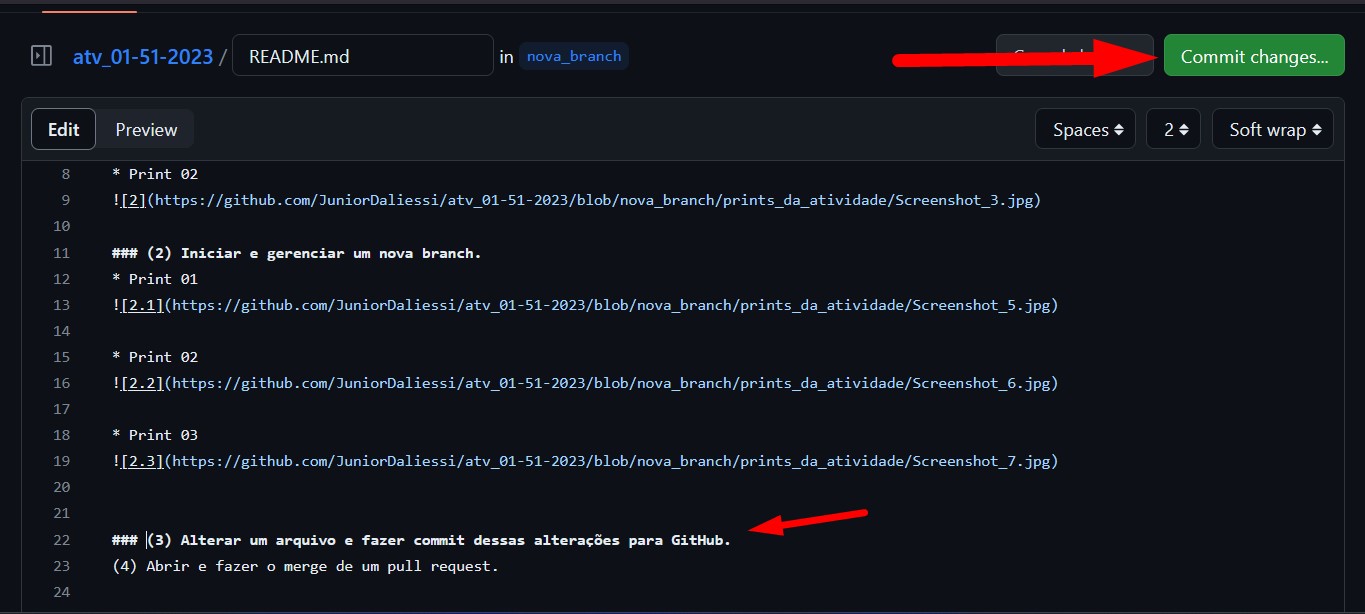 atv_01-51-2023 / README.md in nova_branch Commit changes...
Edit Preview Spaces 2 Soft wrap
8 * Print 02
9 ![2](https://github.com/JuniorDaliessi/atv_01-51-2023/blob/nova_branch/prints_da_atividade/Screenshot_3.jpg)
10
11 ### (2) Iniciar e gerenciar um nova branch.
12 * Print 01
13 ![2.1](https://github.com/JuniorDaliessi/atv_01-51-2023/blob/nova_branch/prints_da_atividade/Screenshot_5.jpg)
14
15 * Print 02
16 ![2.2](https://github.com/JuniorDaliessi/atv_01-51-2023/blob/nova_branch/prints_da_atividade/Screenshot_6.jpg)
17
18 * Print 03
19 ![2.3](https://github.com/JuniorDaliessi/atv_01-51-2023/blob/nova_branch/prints_da_atividade/Screenshot_7.jpg)
20
21
22 ### (3) Alterar um arquivo e fazer commit dessas alterações para GitHub.
23 (4) Abrir e fazer o merge de um pull request.
24